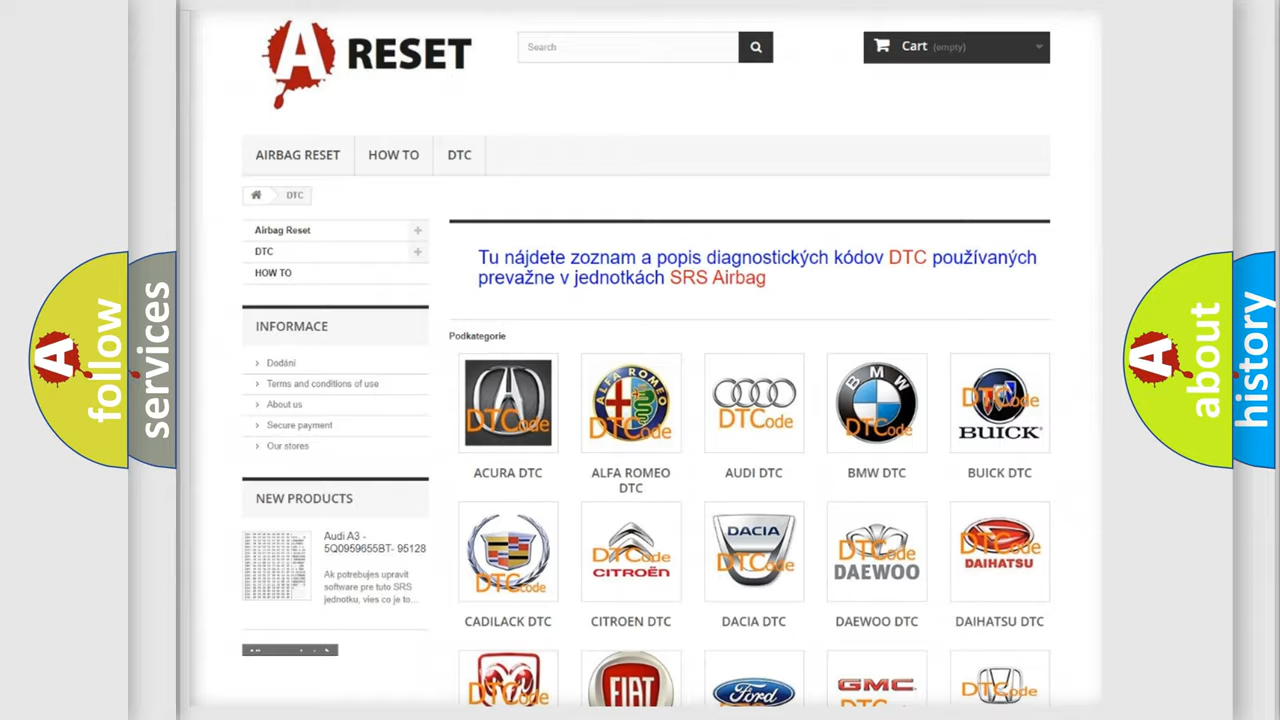 A RESET
Search
Cart (empty)
AIRBAG RESET
HOW TO
DTC
DTC
Airbag Reset
DTC
HOW TO
INFORMACE
Dodání
Terms and conditions of use
About us
Secure payment
Our stores
NEW PRODUCTS
Audi A3 -
5Q0959655BT- 95128
Ak potrebujes upravit
software pre tuto SRS
jednotku, vies co je to...
Tu nájdete zoznam a popis diagnostických kódov DTC používaných
prevažne v jednotkách SRS Airbag
Podkategorie
DTCode
ALFA ROMEO
DTCode
DTCode
BMW
DTCode
DTCode
BUICK
ACURA DTC
ALFA ROMEO
DTC
AUDI DTC
BMW DTC
BUICK DTC
DTCode
DTCode
CITROËN
DACIA
DTCode
DTCode
DAEWOO
DTCode
DAIHATSU
CADILACK DTC
CITROEN DTC
DACIA DTC
DAEWOO DTC
DAIHATSU DTC
DTCode
FIAT
Ford
GMC
DTCode
A follow
services
A about
history